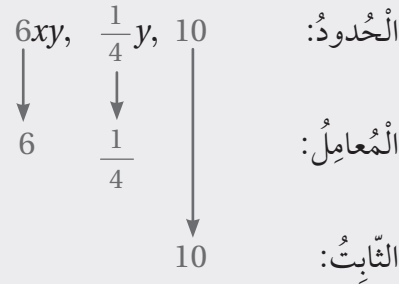 الْحُدودُ: 6xy, 1/4 y, 10
الْمُعامِلُ: 6 1/4
الثّابِتُ: 10